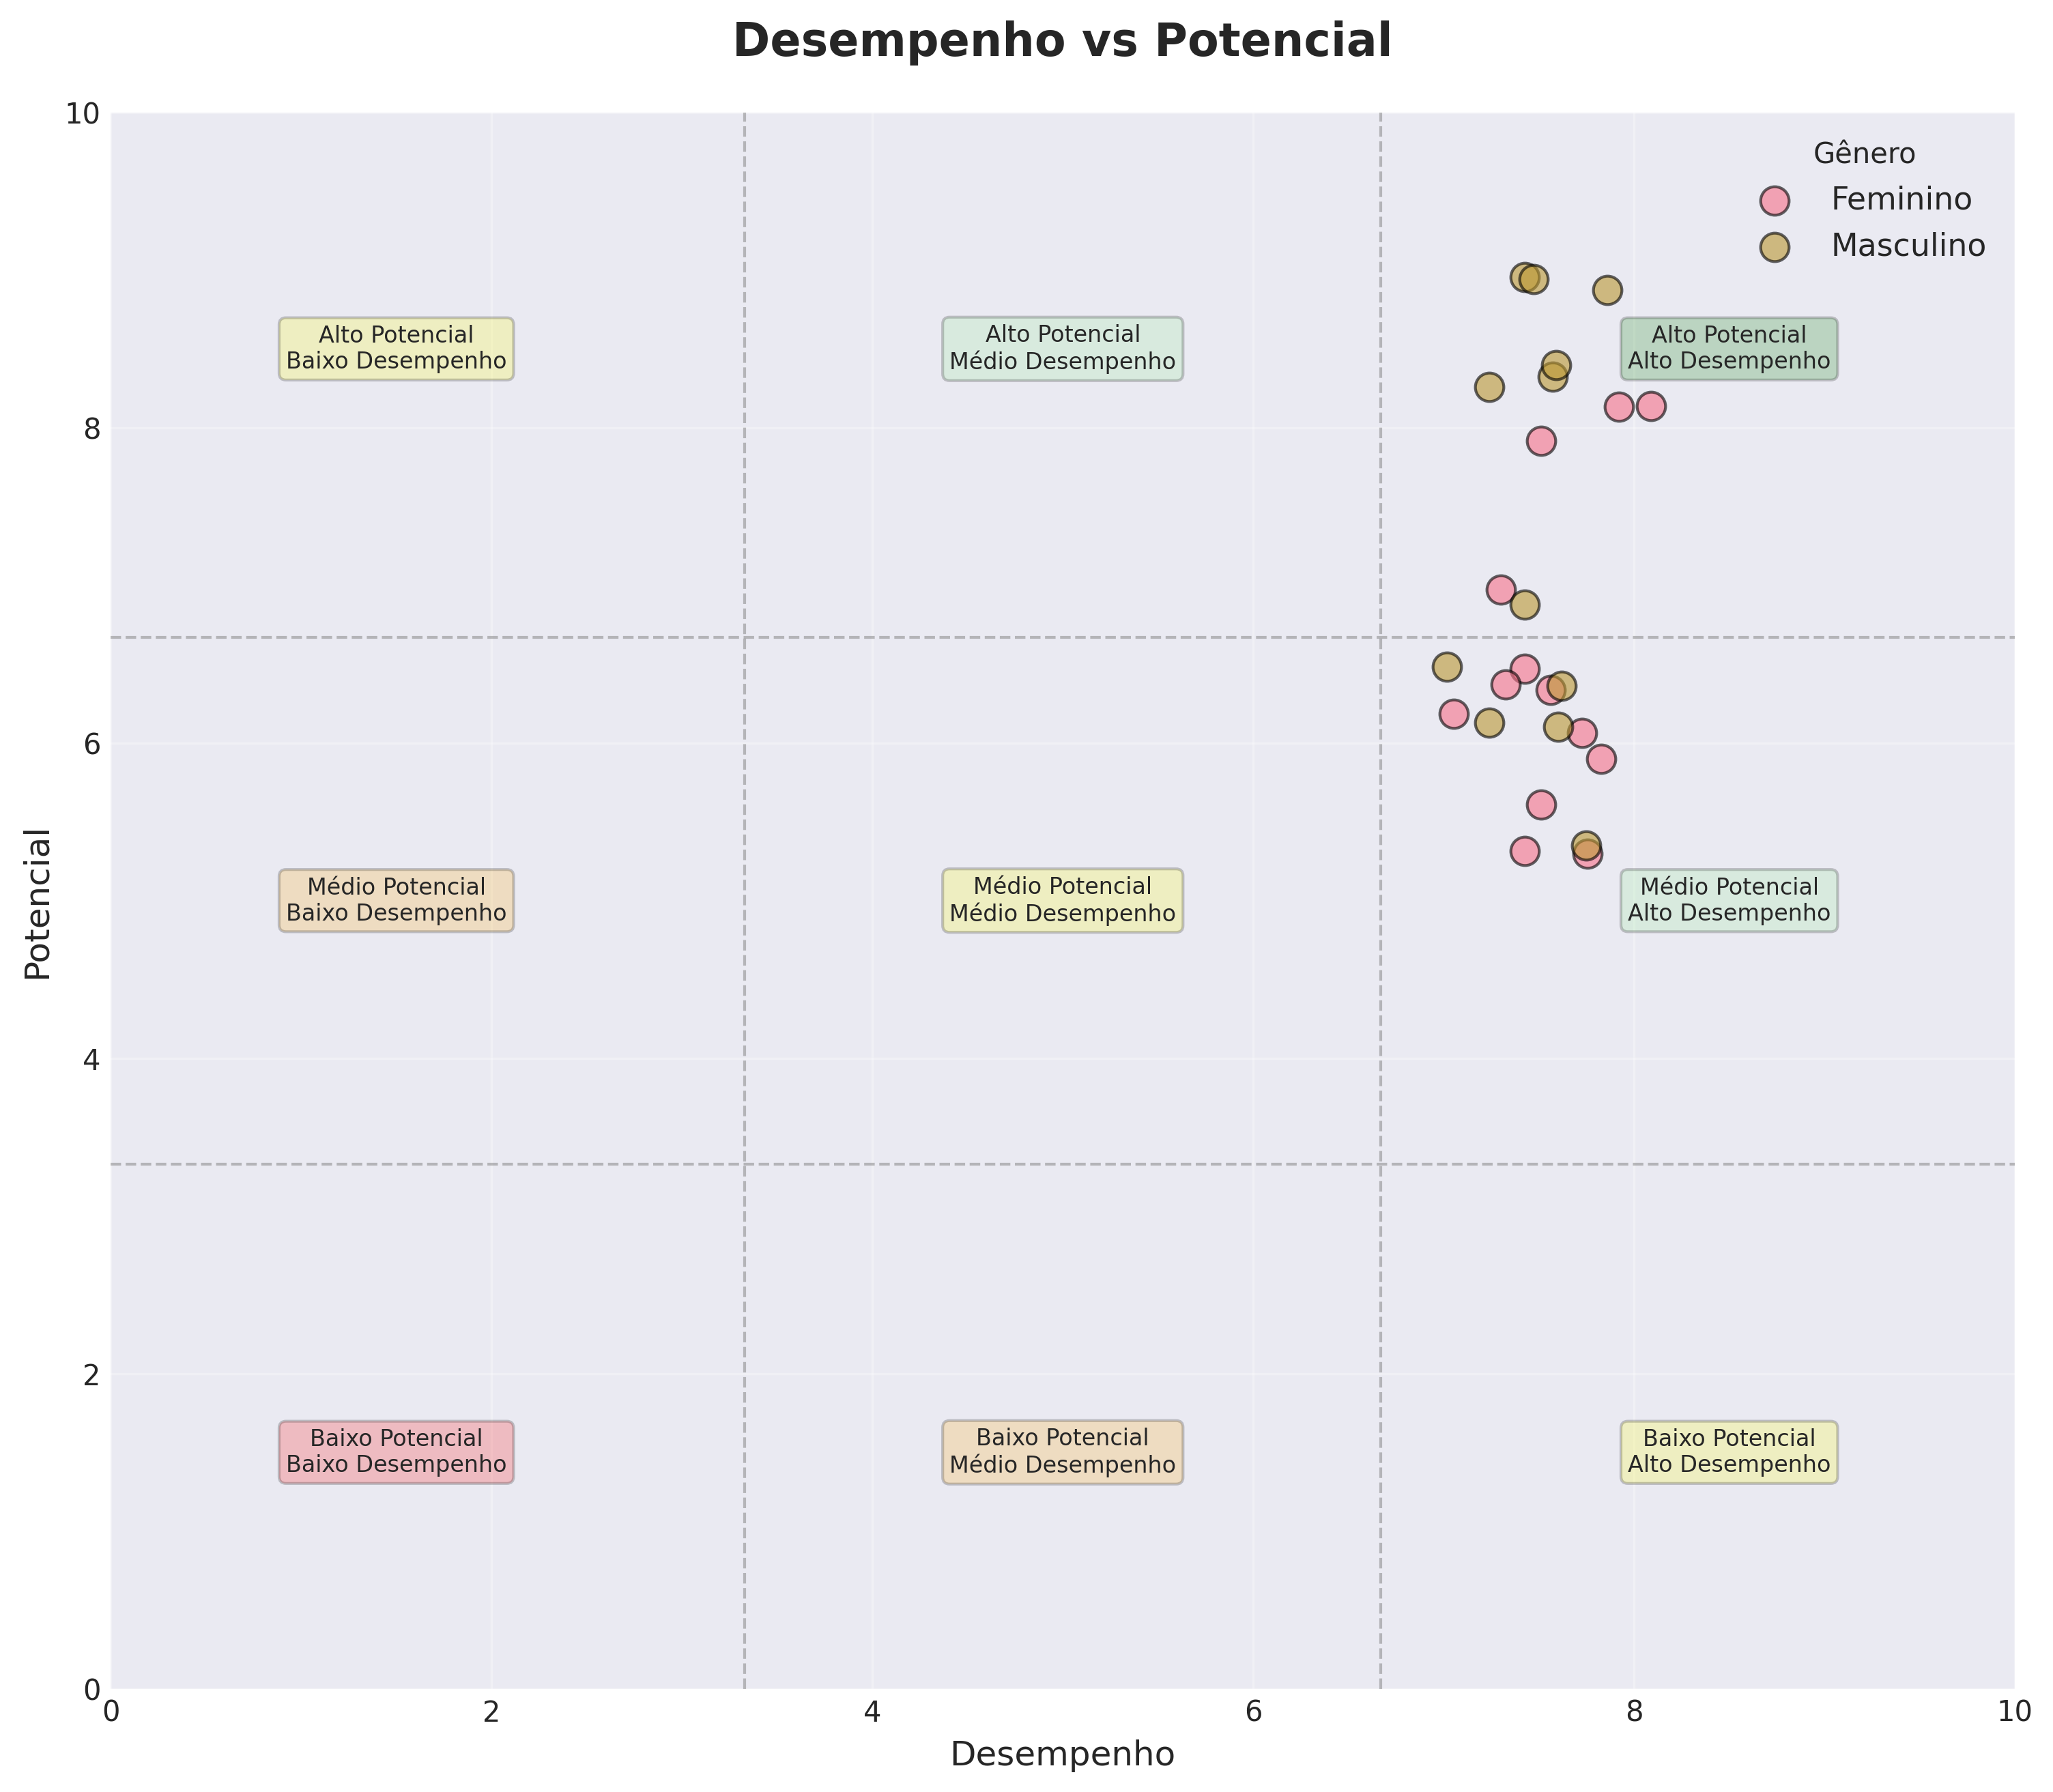 Desempenho vs Potencial
10
8
6
4
2
0
0
2
4
6
8
10
Potencial
Desempenho
Gênero
Feminino
Masculino
Alto Potencial
Baixo Desempenho
Alto Potencial
Médio Desempenho
Alto Potencial
Alto Desempenho
Médio Potencial
Baixo Desempenho
Médio Potencial
Médio Desempenho
Médio Potencial
Alto Desempenho
Baixo Potencial
Baixo Desempenho
Baixo Potencial
Médio Desempenho
Baixo Potencial
Alto Desempenho